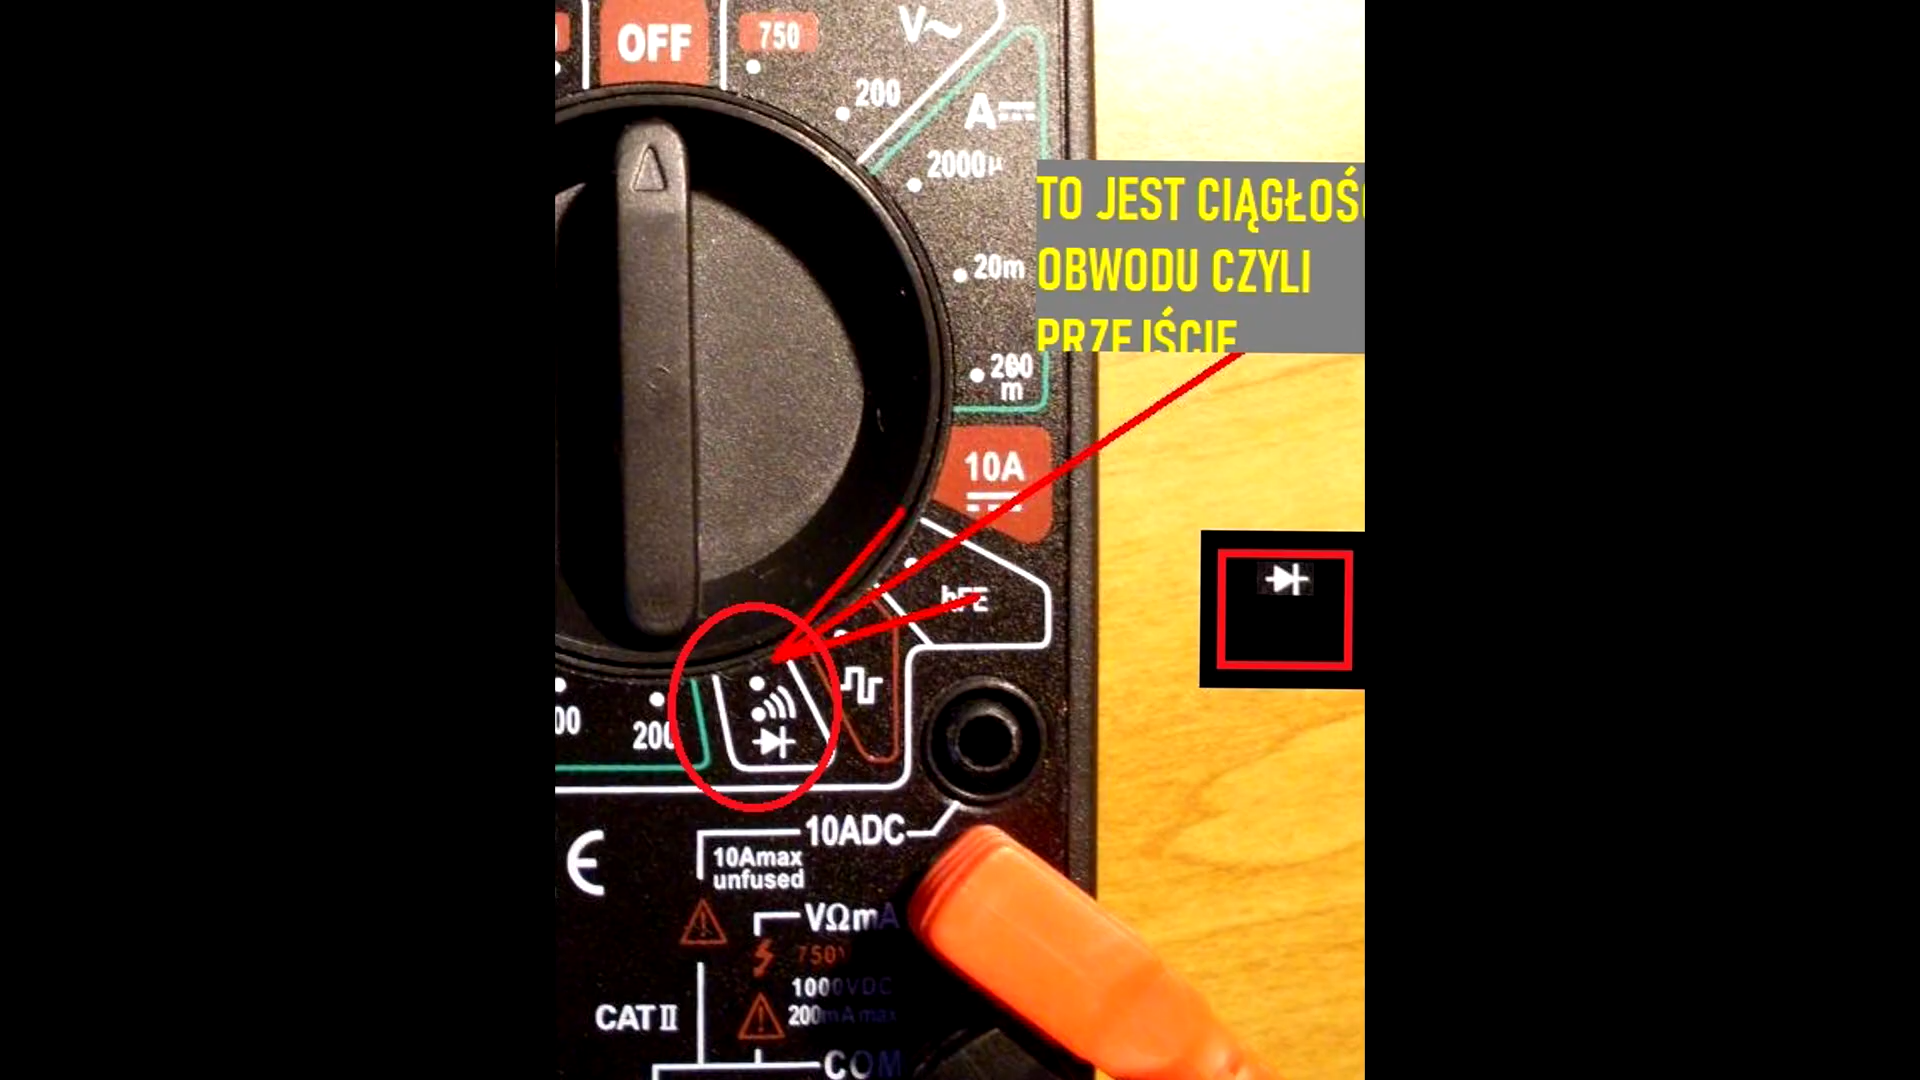 OFF
750
V~
200
A
2000µ
TO JEST CIĄGŁOŚ
OBWODU CZYLI
PRZEJŚCIE
20m
200
m
10A
hFE
00
200
10ADC
10Amax
unfused
VΩmA
750
1000VDC
200mA max
CAT II
COM